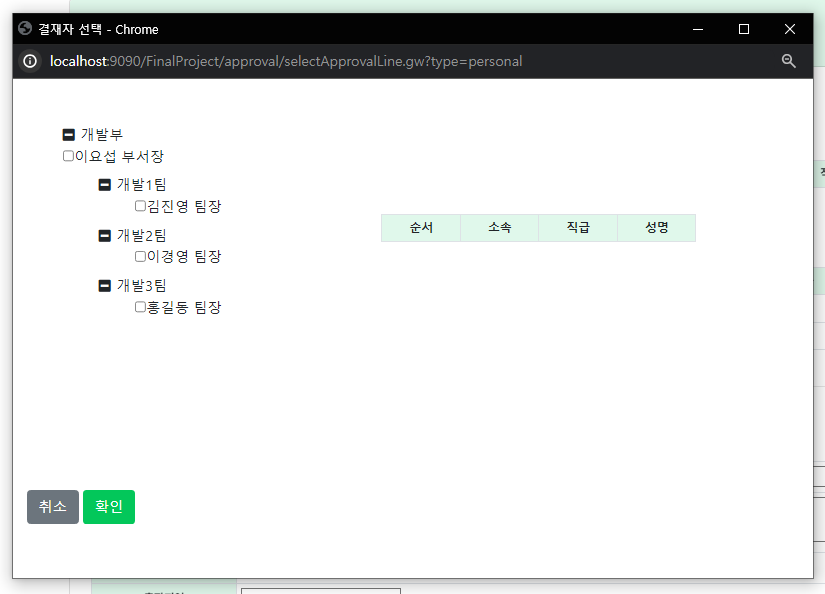 결재자 선택 - Chrome
localhost:9090/FinalProject/approval/selectApprovalLine.gw?type=personal
개발부
이요섭 부서장
개발1팀
김진영 팀장
개발2팀
이경영 팀장
개발3팀
홍길동 팀장
순서 소속 직급 성명
취소 확인